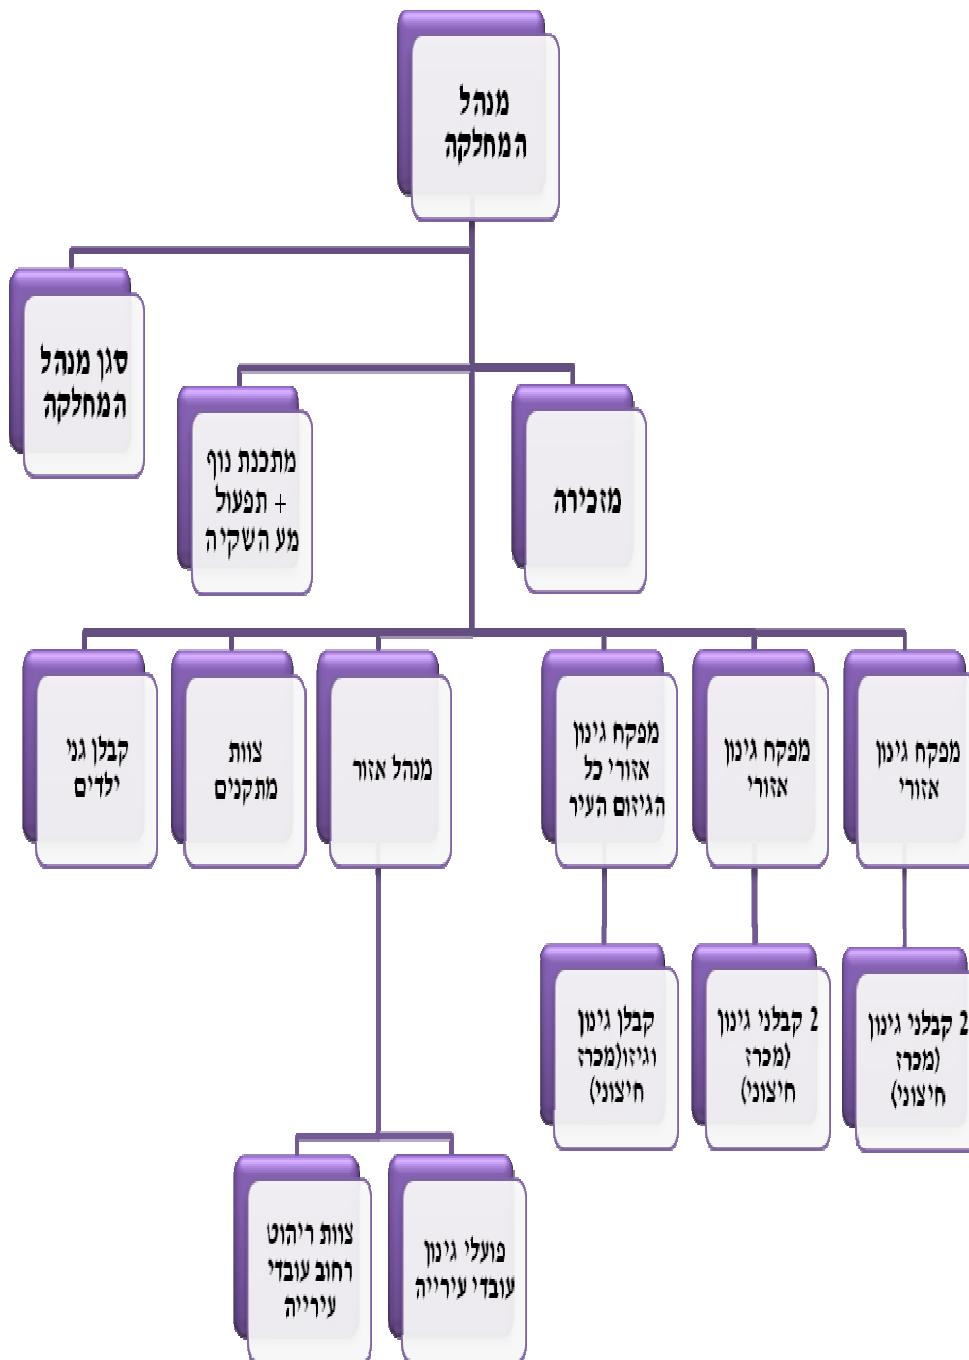 מנהל
המחלקה
סגן מנהל
המחלקה
מזכירה
מתכנת נוף
+ תפעול
מע השקיה
מפקח גינון
אזורי
מפקח גינון
אזורי
מפקח גינון
אזורי כל
הגיזום העיר
מנהל אזור
צוות
מתקנים
קבלן גני
ילדים
2 קבלני גינון
(מכרז
חיצוני)
2 קבלני גינון
(מכרז
חיצוני)
קבלן גינון
וגיזו(מכרז
חיצוני)
פועלי גינון
עובדי עירייה
צוות ריהוט
רחוב עובדי
עירייה